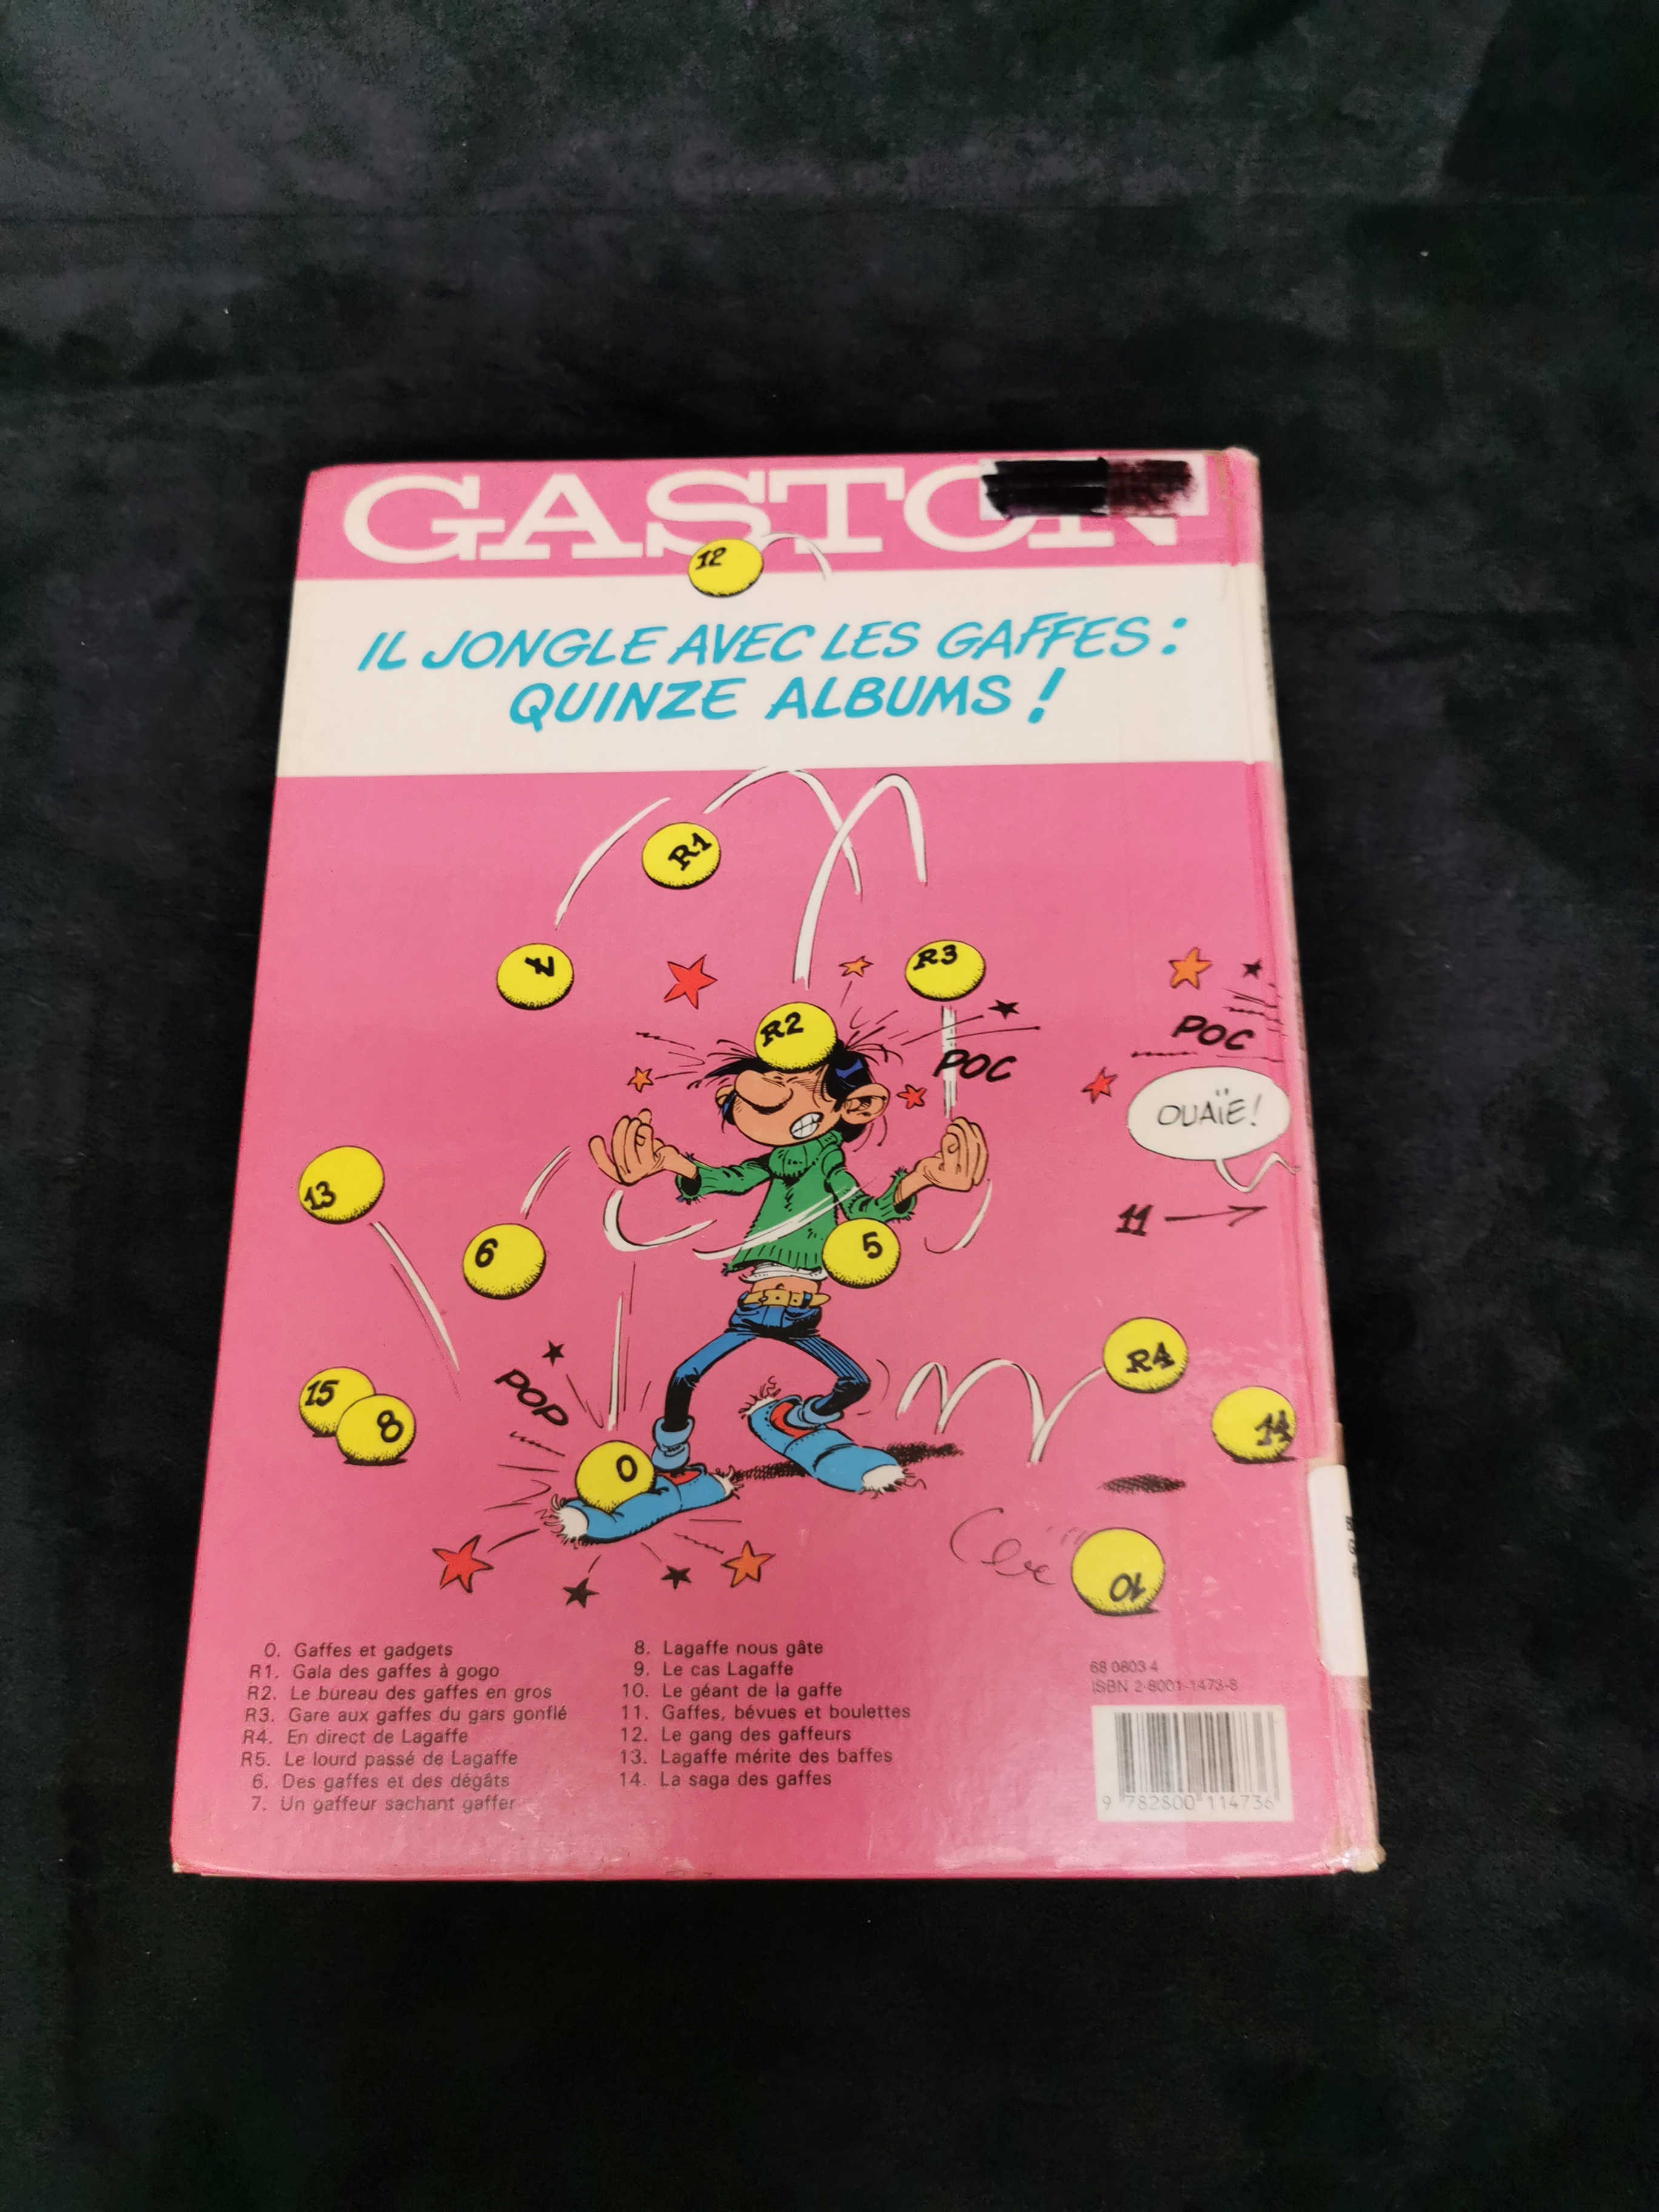 GASTON
12
IL JONGLE AVEC LES GAFFES :
QUINZE ALBUMS !
R1
7
R3
R2
POC
POC
OUAÏE !
13
6
5
11
R4
POP
15
8
14
0
10
0. Gaffes et gadgets
R1. Gala des gaffes à gogo
R2. Le bureau des gaffes en gros
R3. Gare aux gaffes du gars gonflé
R4. En direct de Lagaffe
R5. Le lourd passé de Lagaffe
6. Des gaffes et des dégâts
7. Un gaffeur sachant gaffer
8. Lagaffe nous gâte
9. Le cas Lagaffe
10. Le géant de la gaffe
11. Gaffes, bévues et boulettes
12. Le gang des gaffeurs
13. Lagaffe mérite des baffes
14. La saga des gaffes
68 0803 4
ISBN 2-8001-1473-8
9 782800 114736